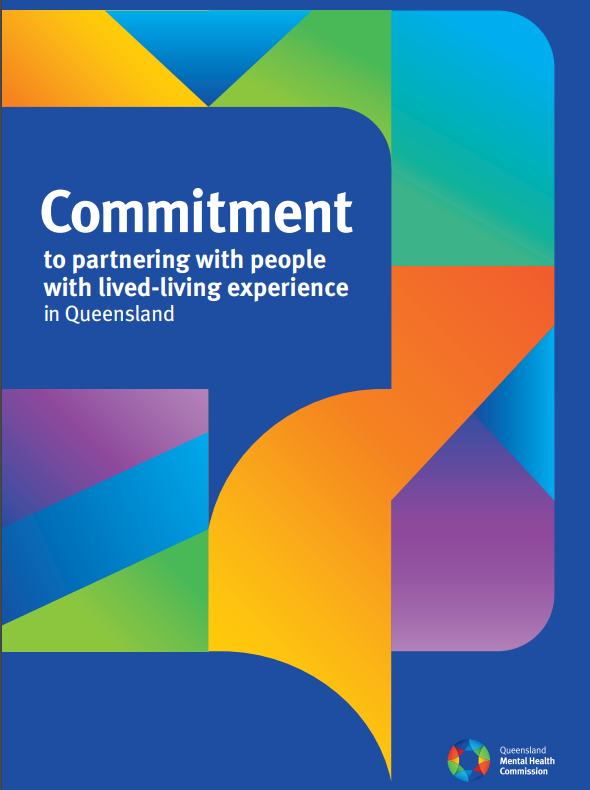 Commitment
to partnering with people
with lived-living experience
in Queensland
Queensland
Mental Health
Commission